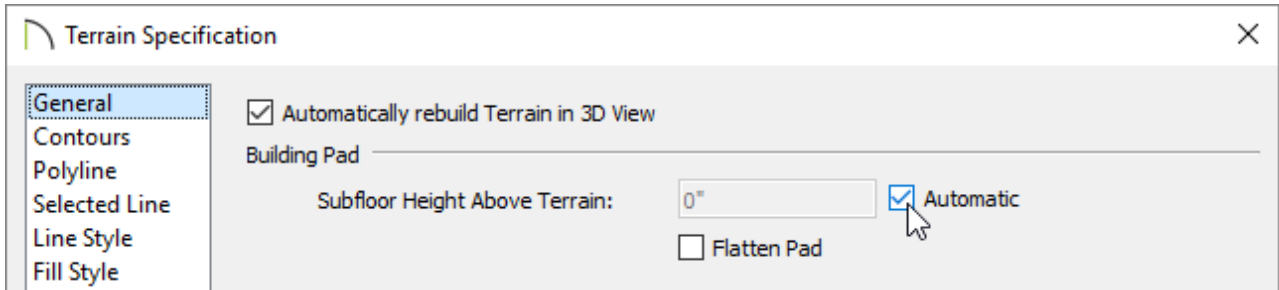 Terrain Specification
General
Contours
Polyline
Selected Line
Line Style
Fill Style
Automatically rebuild Terrain in 3D View
Building Pad
Subfloor Height Above Terrain: 0" Automatic
Flatten Pad